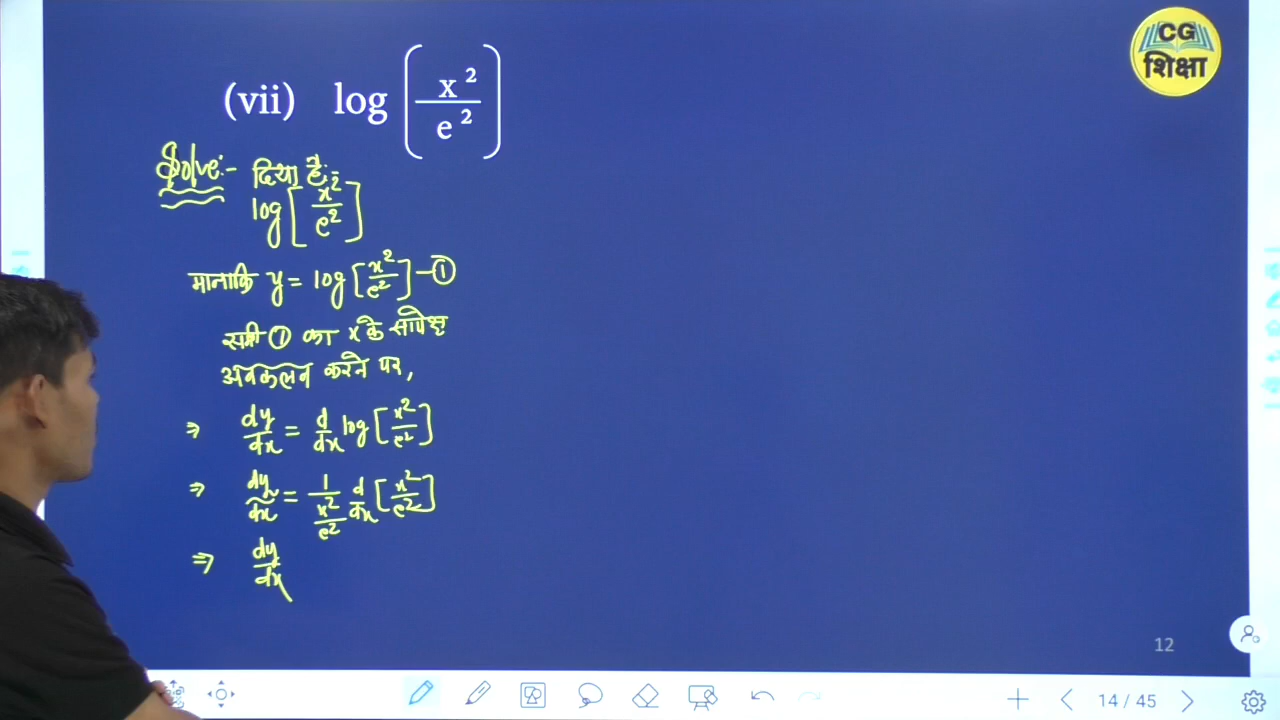 CG
शिक्षा
(vii) log (x²/e²)
Solve:- दिया है:-
log[x²/e²]
मानाकि y = log[x²/e²] —①
समी ① का x के सापेक्ष
अवकलन करने पर,
⇒ dy/dx = d/dx log[x²/e²]
⇒ dy/dx = 1/(x²/e²) d/dx [x²/e²]
⇒ dy/dx
12
14 / 45